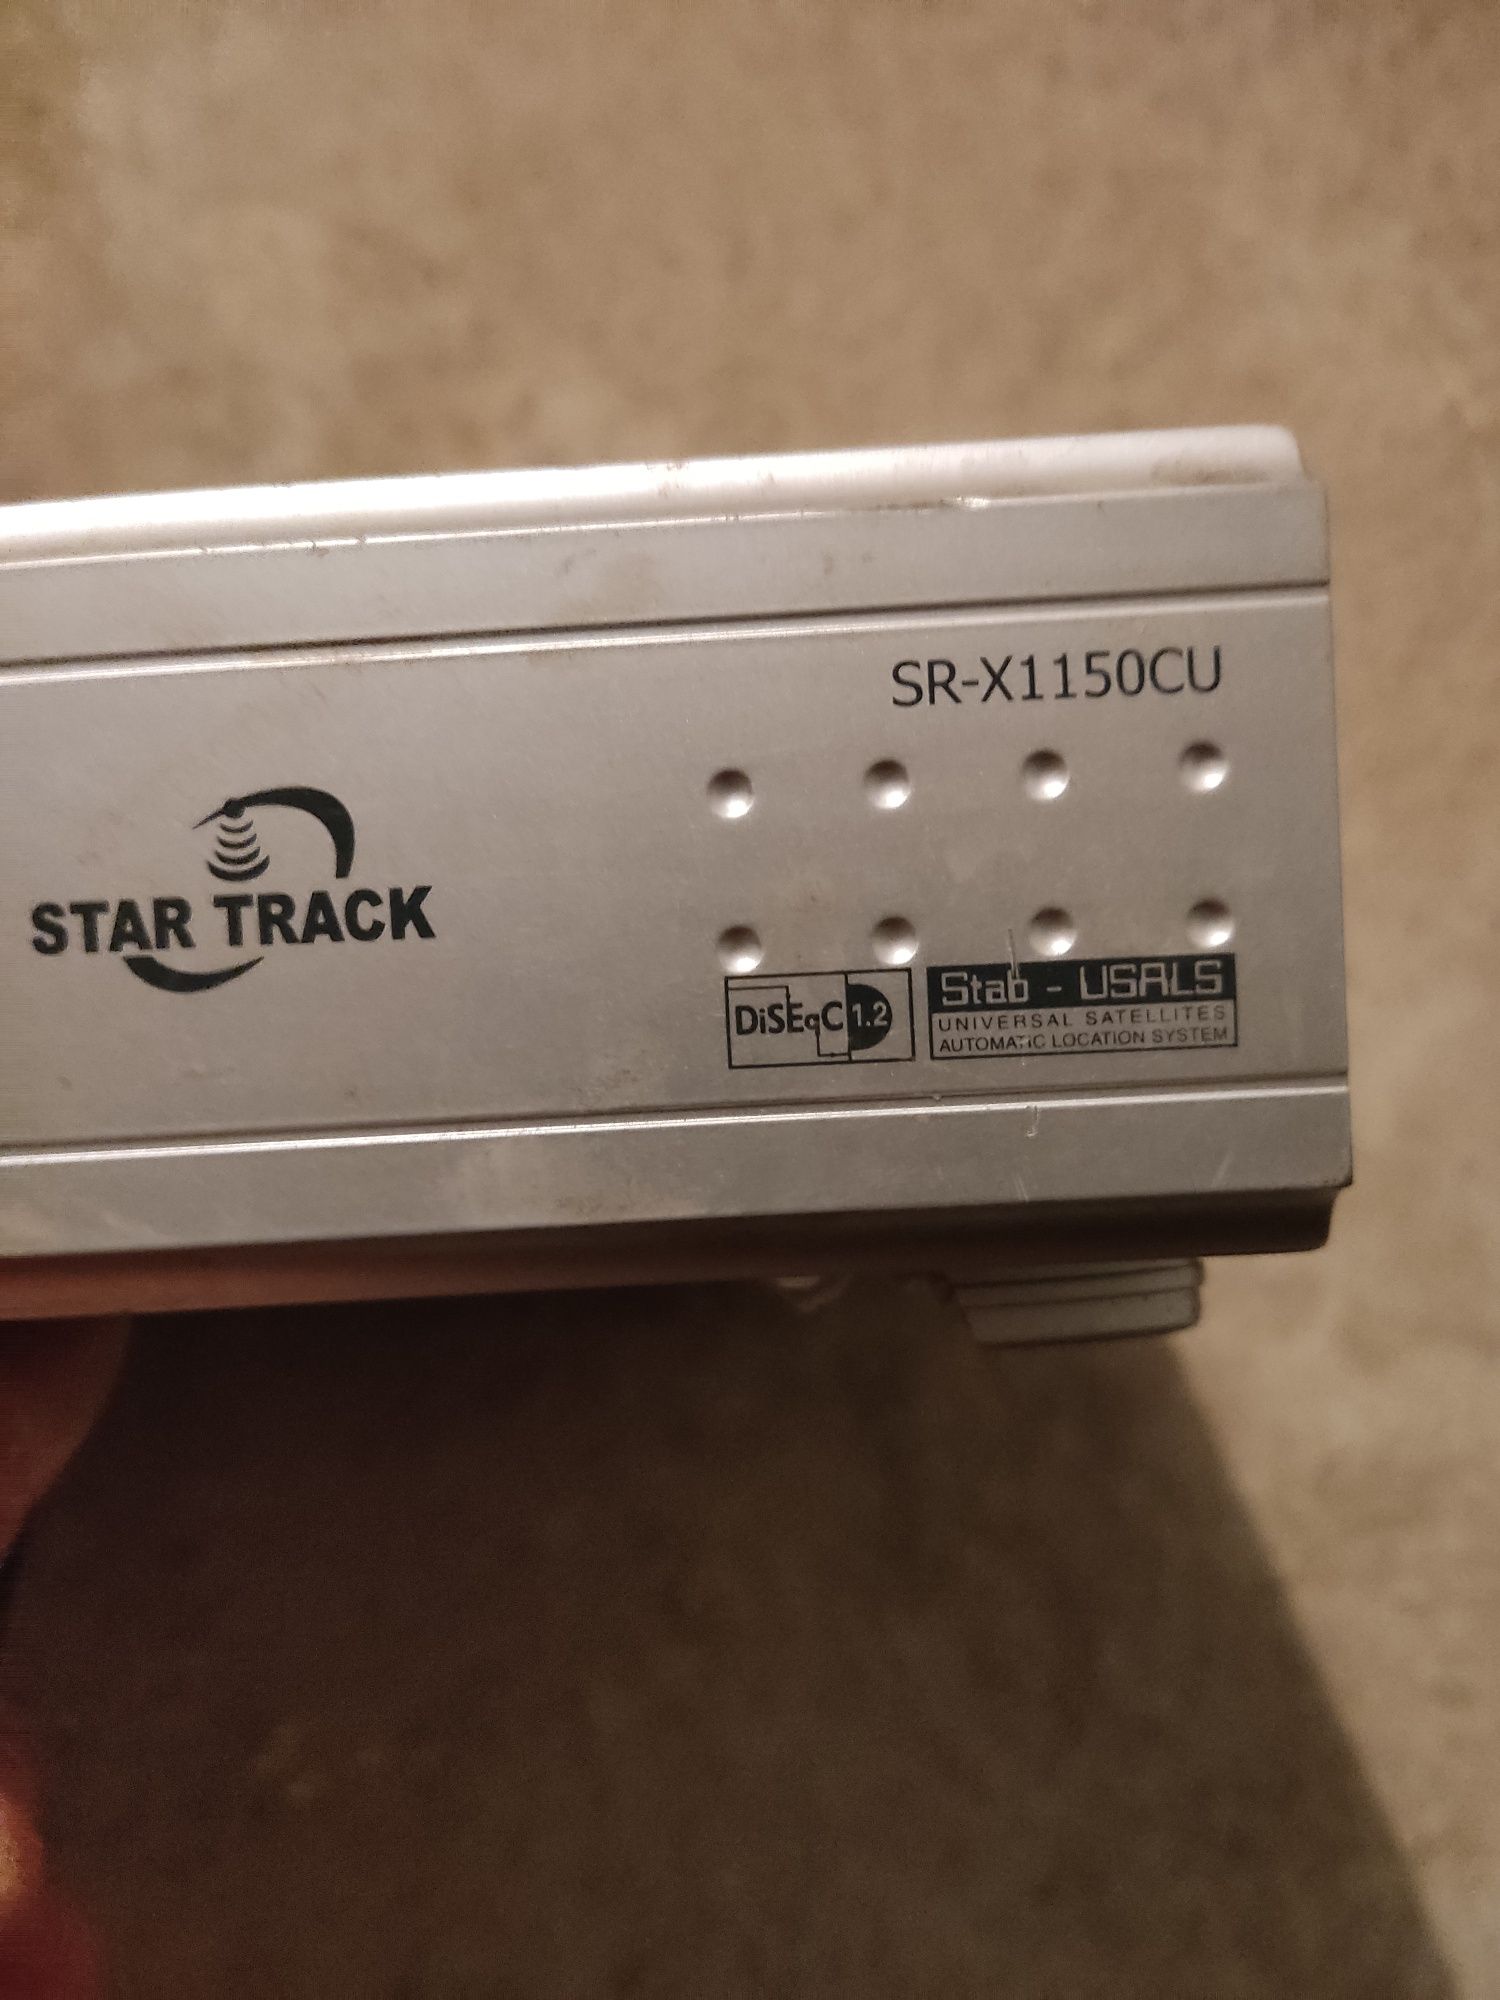 SR-X1150CU
STAR TRACK
DiSEqC 1.2
Stab - USALS
UNIVERSAL SATELLITES
AUTOMATIC LOCATION SYSTEM